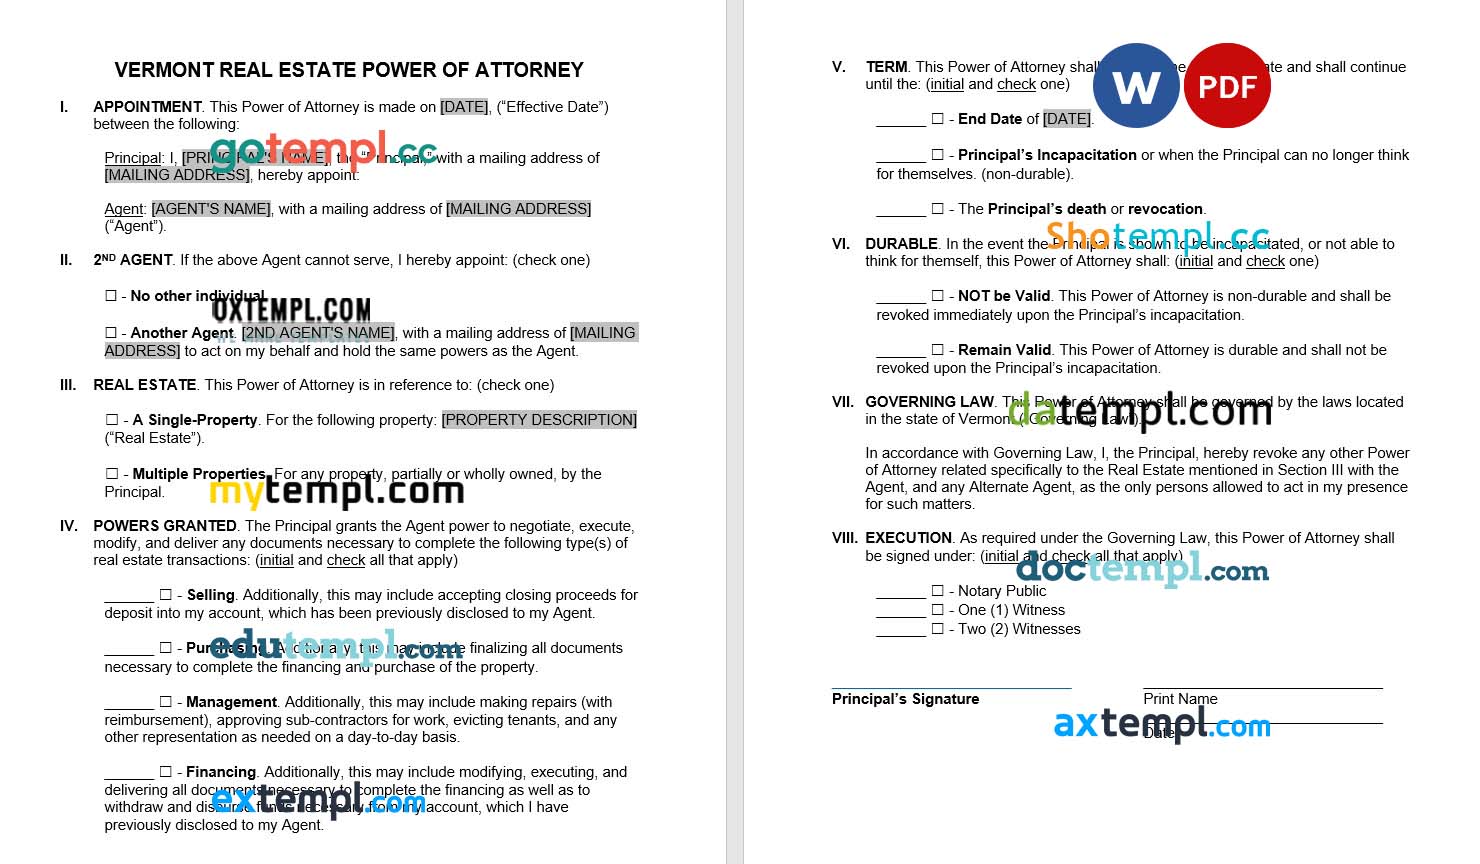 VERMONT REAL ESTATE POWER OF ATTORNEY
I. APPOINTMENT. This Power of Attorney is made on [DATE], (“Effective Date”)
between the following:
Principal: I, [PRINCIPAL'S NAME], the “Principal,” with a mailing address of
gotempl.cc
[MAILING ADDRESS], hereby appoint:
Agent: [AGENT'S NAME], with a mailing address of [MAILING ADDRESS]
(“Agent”).
II. 2ND AGENT. If the above Agent cannot serve, I hereby appoint: (check one)
☐ - No other individual
OXTEMPL.COM
☐ - Another Agent. [2ND AGENT'S NAME], with a mailing address of [MAILING
WE MAKE TEMPLATES
ADDRESS] to act on my behalf and hold the same powers as the Agent.
III. REAL ESTATE. This Power of Attorney is in reference to: (check one)
☐ - A Single-Property. For the following property: [PROPERTY DESCRIPTION]
(“Real Estate”).
☐ - Multiple Properties. For any property, partially or wholly owned, by the
Principal.
mytempl.com
IV. POWERS GRANTED. The Principal grants the Agent power to negotiate, execute,
modify, and deliver any documents necessary to complete the following type(s) of
real estate transactions: (initial and check all that apply)
______ ☐ - Selling. Additionally, this may include accepting closing proceeds for
deposit into my account, which has been previously disclosed to my Agent.
______ ☐ - Purchasing. Additionally, this may include finalizing all documents
edutempl.com
necessary to complete the financing and purchase of the property.
______ ☐ - Management. Additionally, this may include making repairs (with
reimbursement), approving sub-contractors for work, evicting tenants, and any
other representation as needed on a day-to-day basis.
______ ☐ - Financing. Additionally, this may include modifying, executing, and
delivering all documents necessary to complete the financing as well as to
extempl.com
withdraw and disburse funds necessary from my account, which I have
previously disclosed to my Agent.
V. TERM. This Power of Attorney shall the ate and shall continue
W PDF
until the: (initial and check one)
______ ☐ - End Date of [DATE].
______ ☐ - Principal’s Incapacitation or when the Principal can no longer think
for themselves. (non-durable).
______ ☐ - The Principal’s death or revocation.
Shotempl.cc
VI. DURABLE. In the event the Principal is shown to be incapacitated, or not able to
think for themself, this Power of Attorney shall: (initial and check one)
______ ☐ - NOT be Valid. This Power of Attorney is non-durable and shall be
revoked immediately upon the Principal’s incapacitation.
______ ☐ - Remain Valid. This Power of Attorney is durable and shall not be
revoked upon the Principal’s incapacitation.
VII. GOVERNING LAW. This Power of Attorney shall be governed by the laws located
datempl.com
in the state of Vermont (“Governing Law”).
In accordance with Governing Law, I, the Principal, hereby revoke any other Power
of Attorney related specifically to the Real Estate mentioned in Section III with the
Agent, and any Alternate Agent, as the only persons allowed to act in my presence
for such matters.
VIII. EXECUTION. As required under the Governing Law, this Power of Attorney shall
be signed under: (initial and check all that apply)
doctempl.com
______ ☐ - Notary Public
______ ☐ - One (1) Witness
______ ☐ - Two (2) Witnesses
Principal’s Signature Print Name
axtempl.com
Date